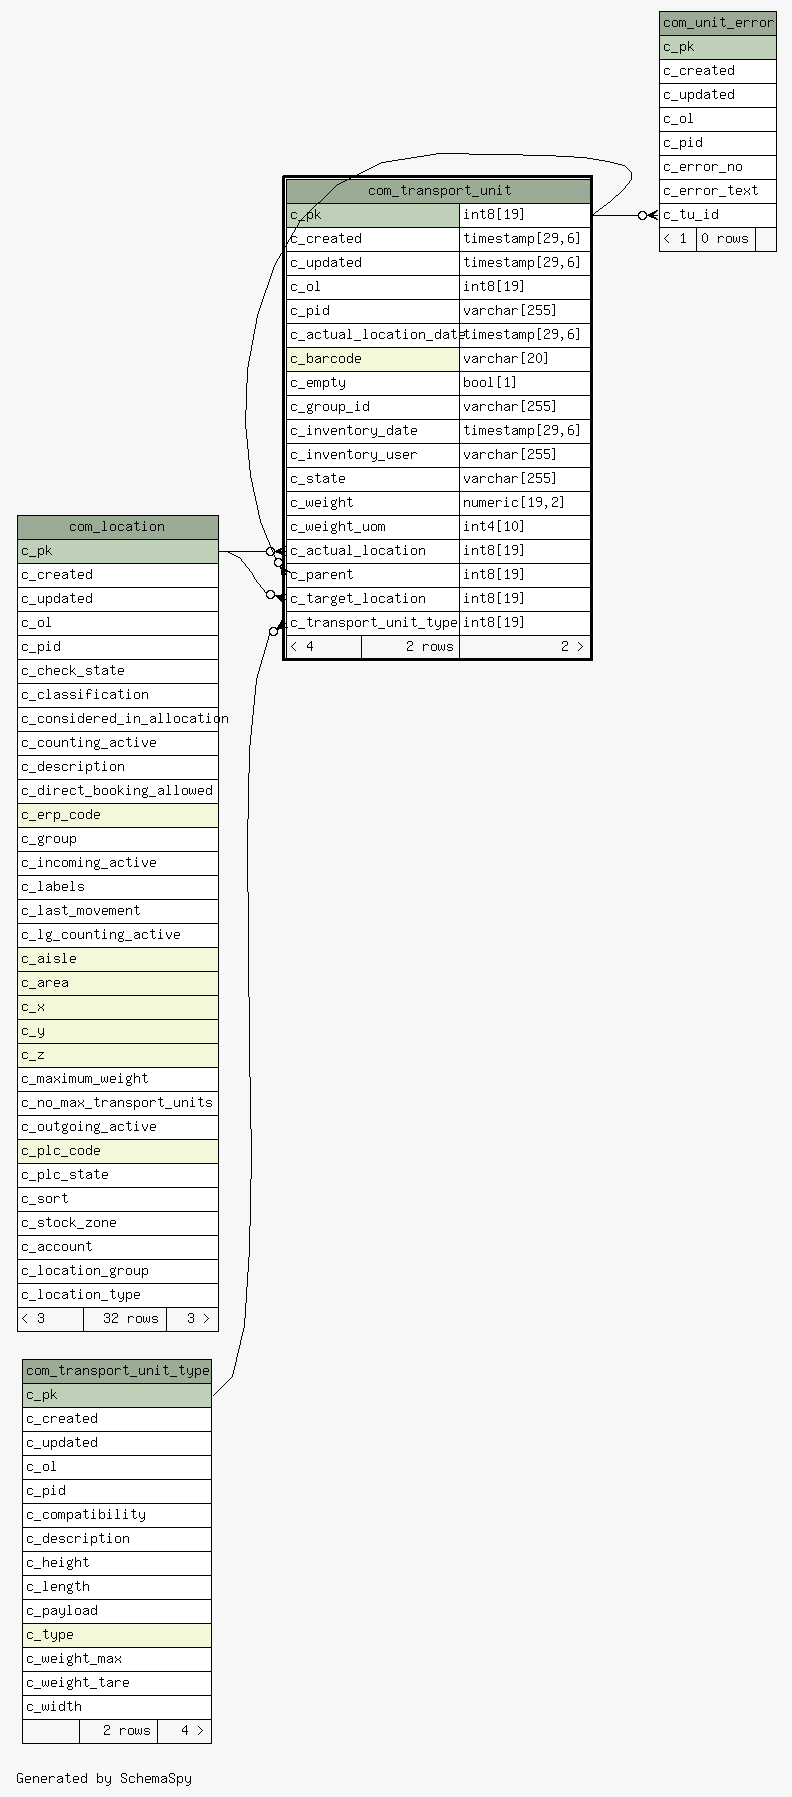 com_unit_error
c_pk
c_created
c_updated
c_ol
c_pid
c_error_no
c_error_text
c_tu_id
< 1 0 rows
com_transport_unit
c_pk int8[19]
c_created timestamp[29,6]
c_updated timestamp[29,6]
c_ol int8[19]
c_pid varchar[255]
c_actual_location_date timestamp[29,6]
c_barcode varchar[20]
c_empty bool[1]
c_group_id varchar[255]
c_inventory_date timestamp[29,6]
c_inventory_user varchar[255]
c_state varchar[255]
c_weight numeric[19,2]
c_weight_uom int4[10]
c_actual_location int8[19]
c_parent int8[19]
c_target_location int8[19]
c_transport_unit_type int8[19]
< 4 2 rows 2 >
com_location
c_pk
c_created
c_updated
c_ol
c_pid
c_check_state
c_classification
c_considered_in_allocation
c_counting_active
c_description
c_direct_booking_allowed
c_erp_code
c_group
c_incoming_active
c_labels
c_last_movement
c_lg_counting_active
c_aisle
c_area
c_x
c_y
c_z
c_maximum_weight
c_no_max_transport_units
c_outgoing_active
c_plc_code
c_plc_state
c_sort
c_stock_zone
c_account
c_location_group
c_location_type
< 3 32 rows 3 >
com_transport_unit_type
c_pk
c_created
c_updated
c_ol
c_pid
c_compatibility
c_description
c_height
c_length
c_payload
c_type
c_weight_max
c_weight_tare
c_width
2 rows 4 >
Generated by SchemaSpy